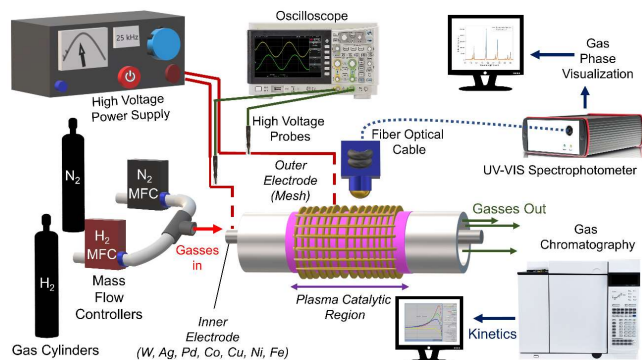 25 kHz
High Voltage
Power Supply
Oscilloscope
High Voltage
Probes
Gas
Phase
Visualization
Fiber Optical
Cable
UV-VIS Spectrophotometer
N₂
H₂
Gas Cylinders
N₂
MFC
H₂
MFC
Mass
Flow
Controllers
Gasses
in
Outer
Electrode
(Mesh)
Inner
Electrode
(W, Ag, Pd, Co, Cu, Ni, Fe)
Plasma Catalytic
Region
Gasses Out
Gas
Chromatography
Kinetics